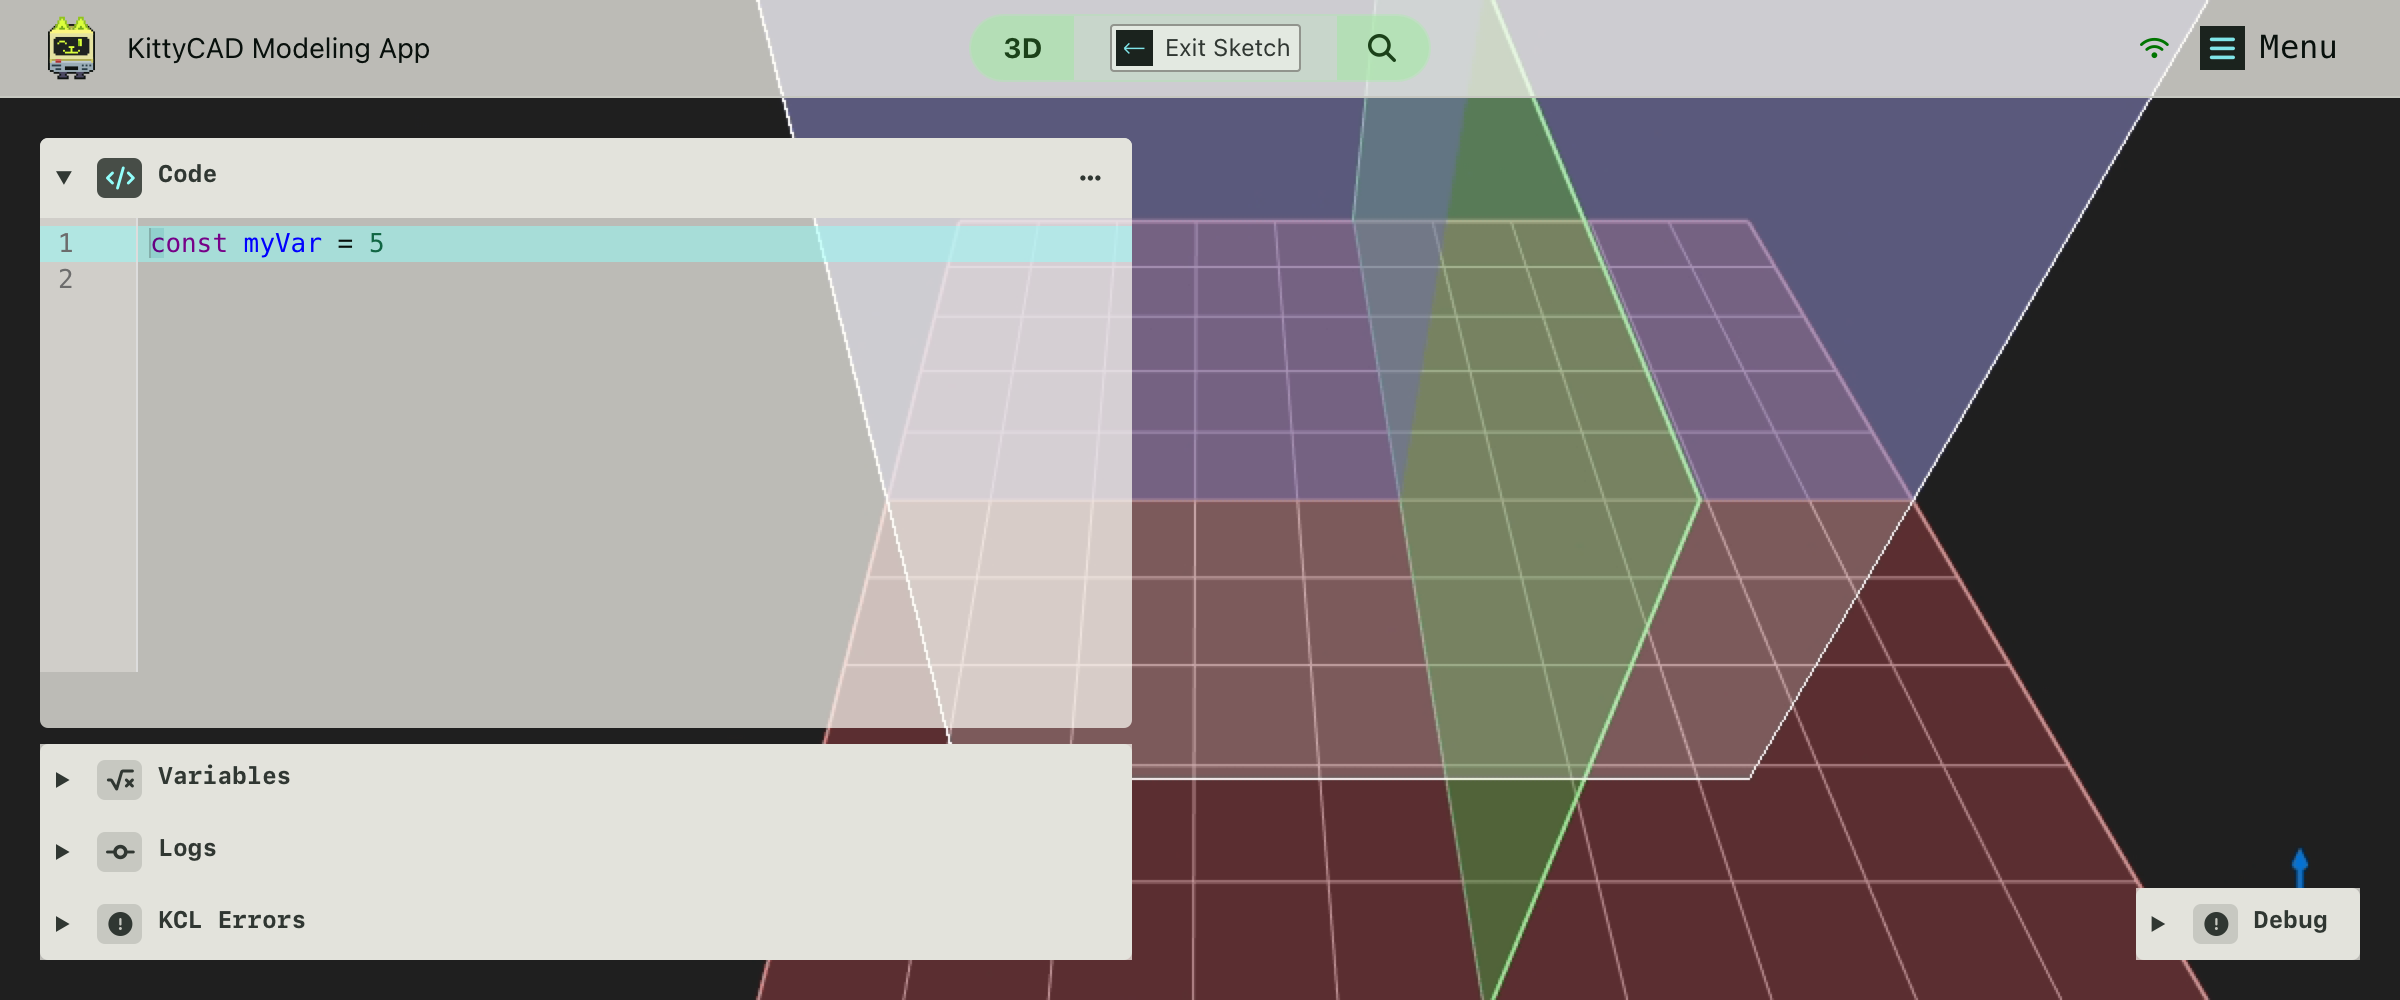 KittyCAD Modeling App
3D
Exit Sketch
Menu
Code
1 const myVar = 5
2
Variables
Logs
KCL Errors
Debug